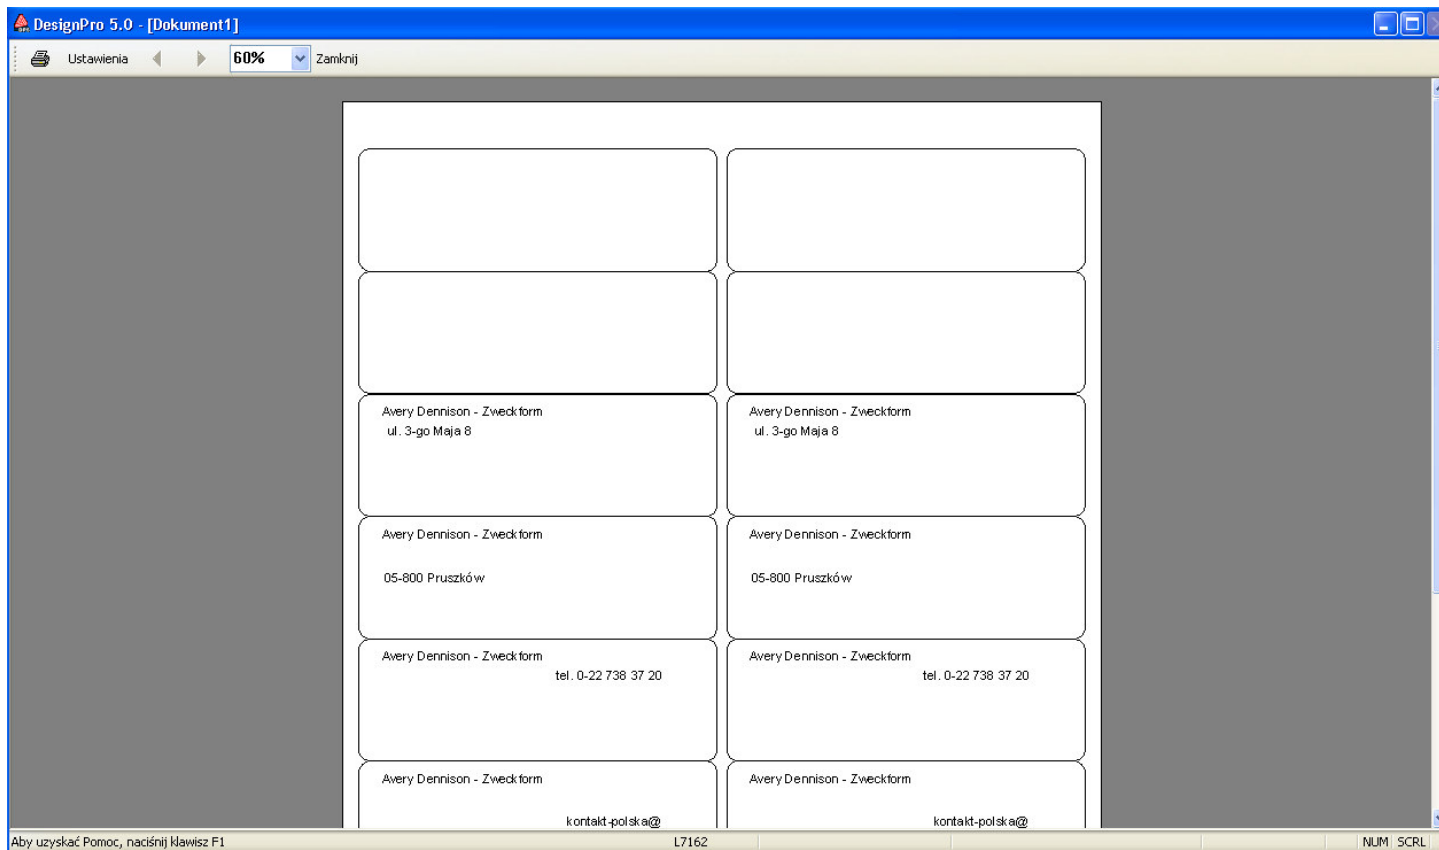 DesignPro 5.0 - [Dokument1]
Ustawienia 60% Zamknij
Avery Dennison - Zweckform
ul. 3-go Maja 8
Avery Dennison - Zweckform
ul. 3-go Maja 8
Avery Dennison - Zweckform
05-800 Pruszków
Avery Dennison - Zweckform
05-800 Pruszków
Avery Dennison - Zweckform
tel. 0-22 738 37 20
Avery Dennison - Zweckform
tel. 0-22 738 37 20
Avery Dennison - Zweckform
kontakt-polska@
Avery Dennison - Zweckform
kontakt-polska@
Aby uzyskać Pomoc, naciśnij klawisz F1 L7162 NUM SCRL